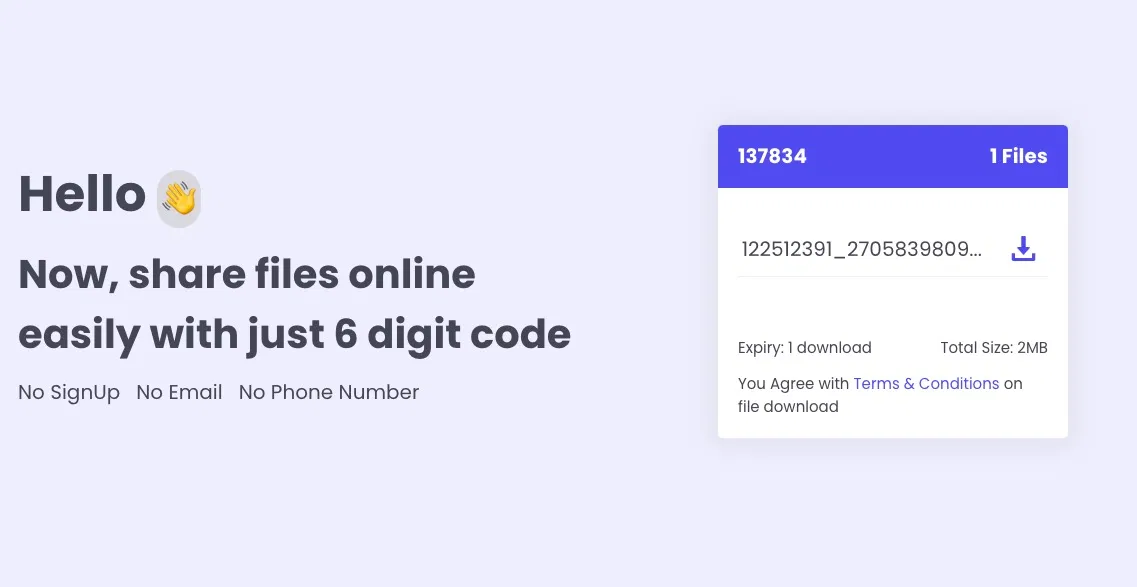 Hello 👋
Now, share files online
easily with just 6 digit code
No SignUp No Email No Phone Number
137834 1 Files
122512391_2705839809...
Expiry: 1 download Total Size: 2MB
You Agree with Terms & Conditions on
file download